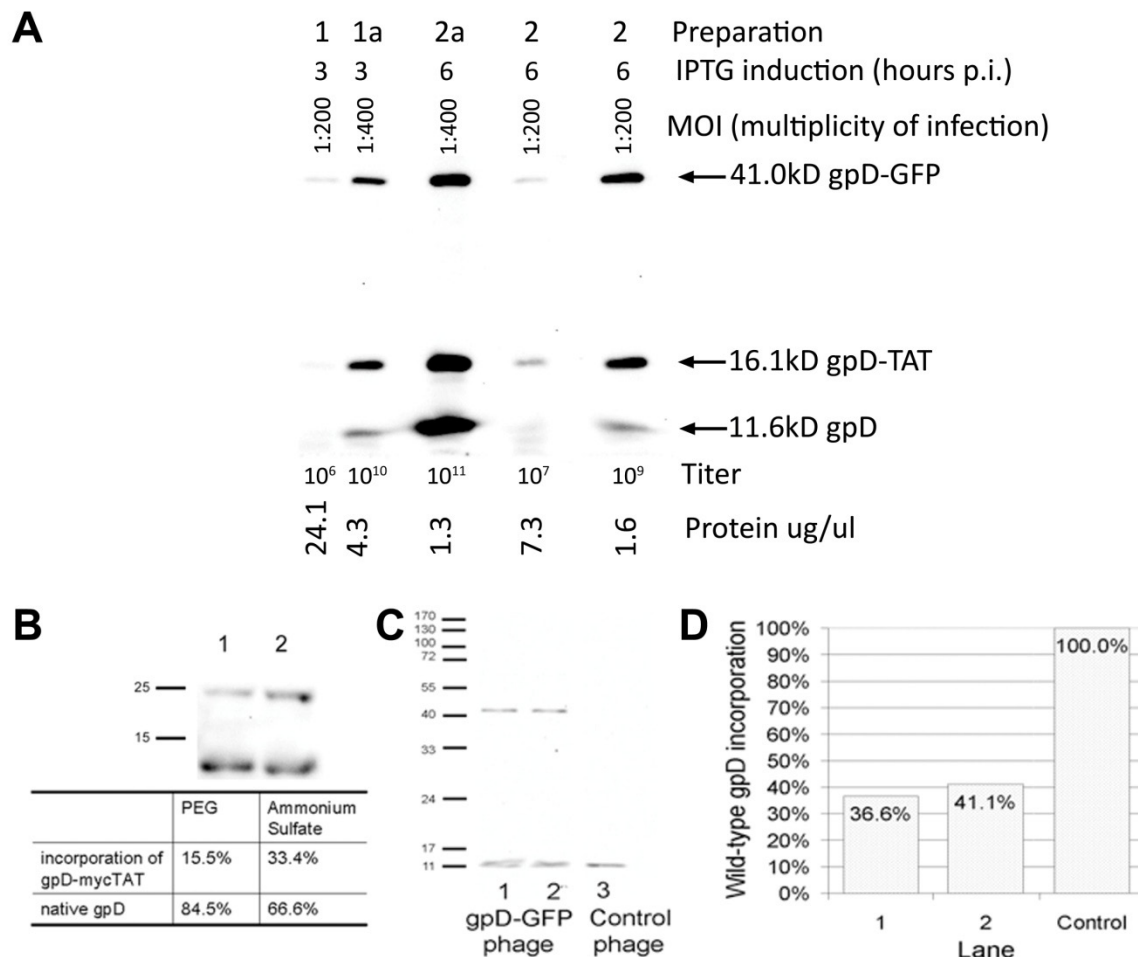 A
1 1a 2a 2 2 Preparation
3 3 6 6 6 IPTG induction (hours p.i.)
1:200 1:400 1:400 1:200 1:200 MOI (multiplicity of infection)
41.0kD gpD-GFP
16.1kD gpD-TAT
11.6kD gpD
10⁶ 10¹⁰ 10¹¹ 10⁷ 10⁹ Titer
24.1 4.3 1.3 7.3 1.6 Protein ug/ul
B
1 2
25
15
PEG Ammonium
Sulfate
incorporation of
gpD-mycTAT 15.5% 33.4%
native gpD 84.5% 66.6%
C
170
130
100
72
55
40
33
24
17
11
1 2 3
gpD-GFP Control
phage phage
D
Wild-type gpD incorporation
100%
90%
80%
70%
60%
50%
40%
30%
20%
10%
0%
36.6%
41.1%
100.0%
1 2 Control
Lane